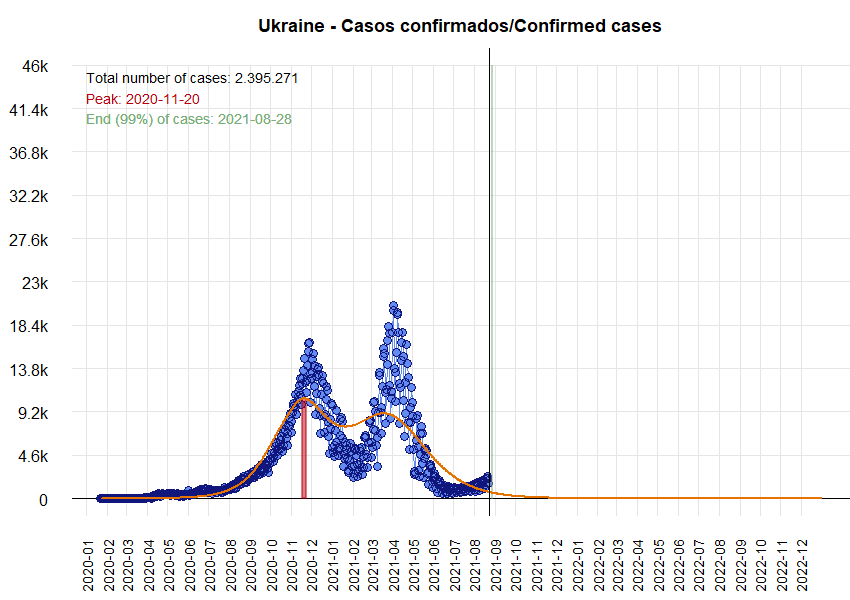 Ukraine - Casos confirmados/Confirmed cases
Total number of cases: 2.395.271
Peak: 2020-11-20
End (99%) of cases: 2021-08-28
46k
41.4k
36.8k
32.2k
27.6k
23k
18.4k
13.8k
9.2k
4.6k
0
2020-01
2020-02
2020-03
2020-04
2020-05
2020-06
2020-07
2020-08
2020-09
2020-10
2020-11
2020-12
2021-01
2021-02
2021-03
2021-04
2021-05
2021-06
2021-07
2021-08
2021-09
2021-10
2021-11
2021-12
2022-01
2022-02
2022-03
2022-04
2022-05
2022-06
2022-07
2022-08
2022-09
2022-10
2022-11
2022-12